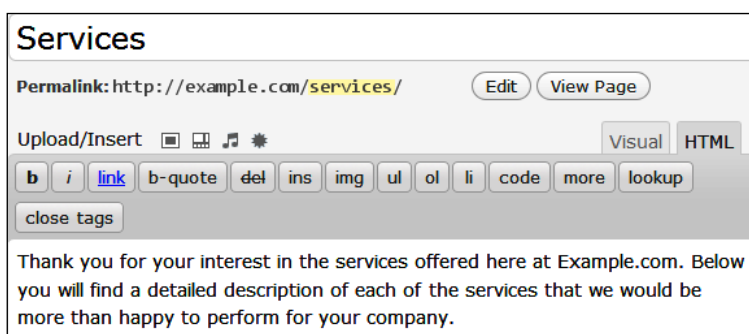 Services
Permalink: http://example.com/services/ Edit View Page
Upload/Insert Visual HTML
b i link b-quote del ins img ul ol li code more lookup
close tags
Thank you for your interest in the services offered here at Example.com. Below
you will find a detailed description of each of the services that we would be
more than happy to perform for your company.